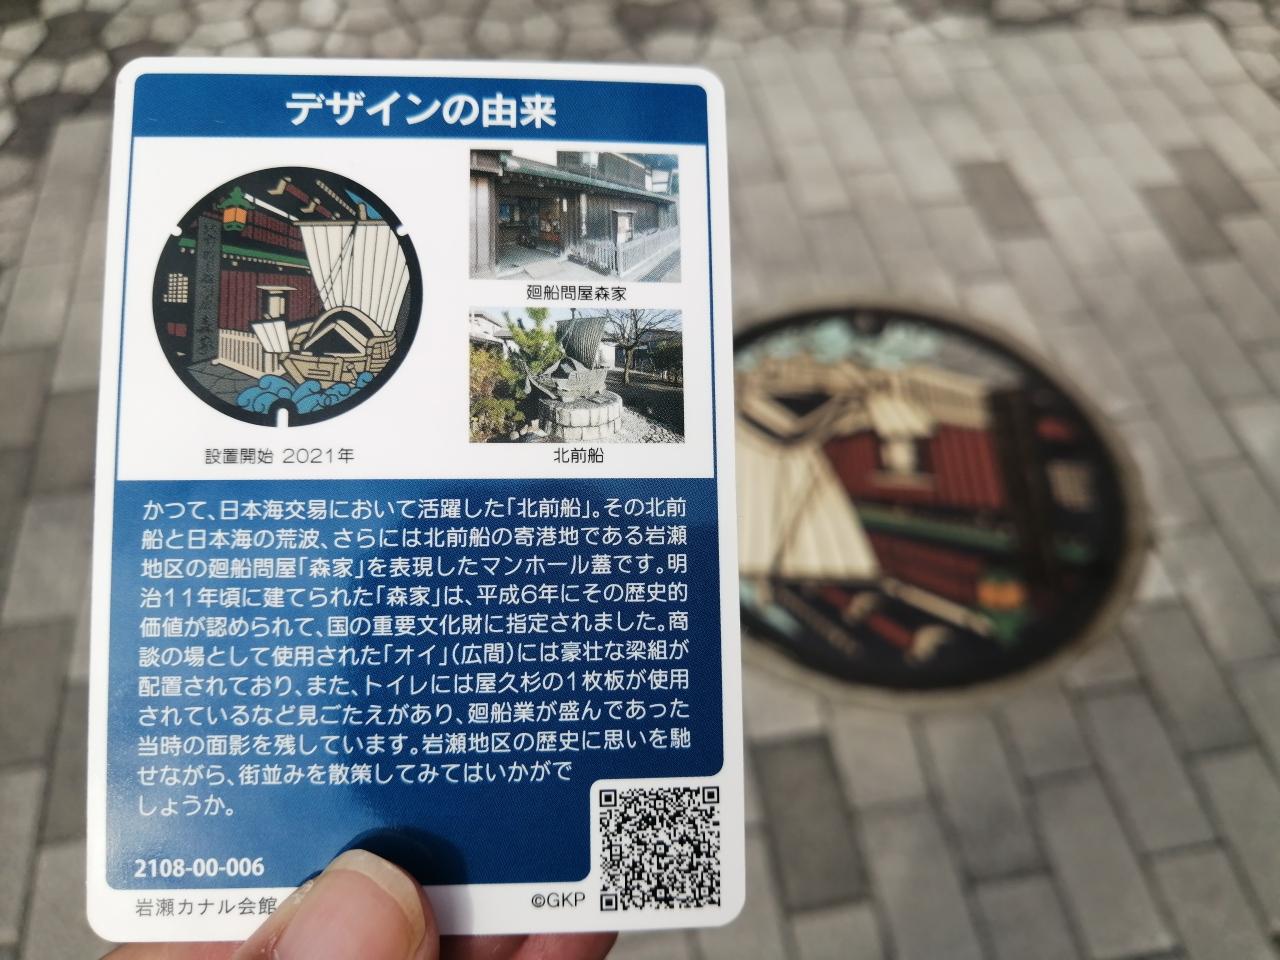 デザインの由来
廻船問屋森家
北前船
設置開始 2021年
かつて、日本海交易において活躍した「北前船」。その北前
船と日本海の荒波、さらには北前船の寄港地である岩瀬
地区の廻船問屋「森家」を表現したマンホール蓋です。明
治11年頃に建てられた「森家」は、平成6年にその歴史的
価値が認められて、国の重要文化財に指定されました。商
談の場として使用された「オイ」(広間)には豪壮な梁組が
配置されており、また、トイレには屋久杉の1枚板が使用
されているなど見ごたえがあり、廻船業が盛んであった
当時の面影を残しています。岩瀬地区の歴史に思いを馳
せながら、街並みを散策してみてはいかがで
しょうか。
2108-00-006
岩瀬カナル会館
©GKP